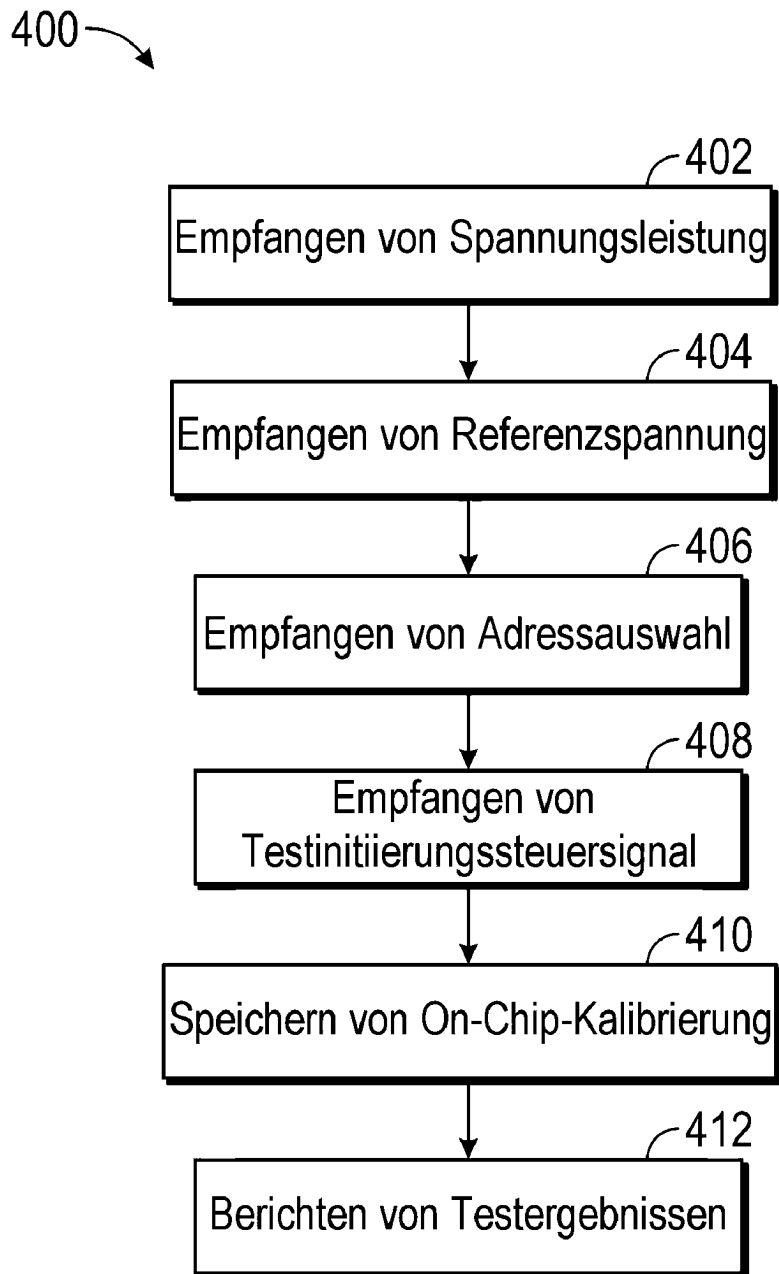 400
402
Empfangen von Spannungsleistung
404
Empfangen von Referenzspannung
406
Empfangen von Adressauswahl
408
Empfangen von
Testinitiierungssteuersignal
410
Speichern von On-Chip-Kalibrierung
412
Berichten von Testergebnissen